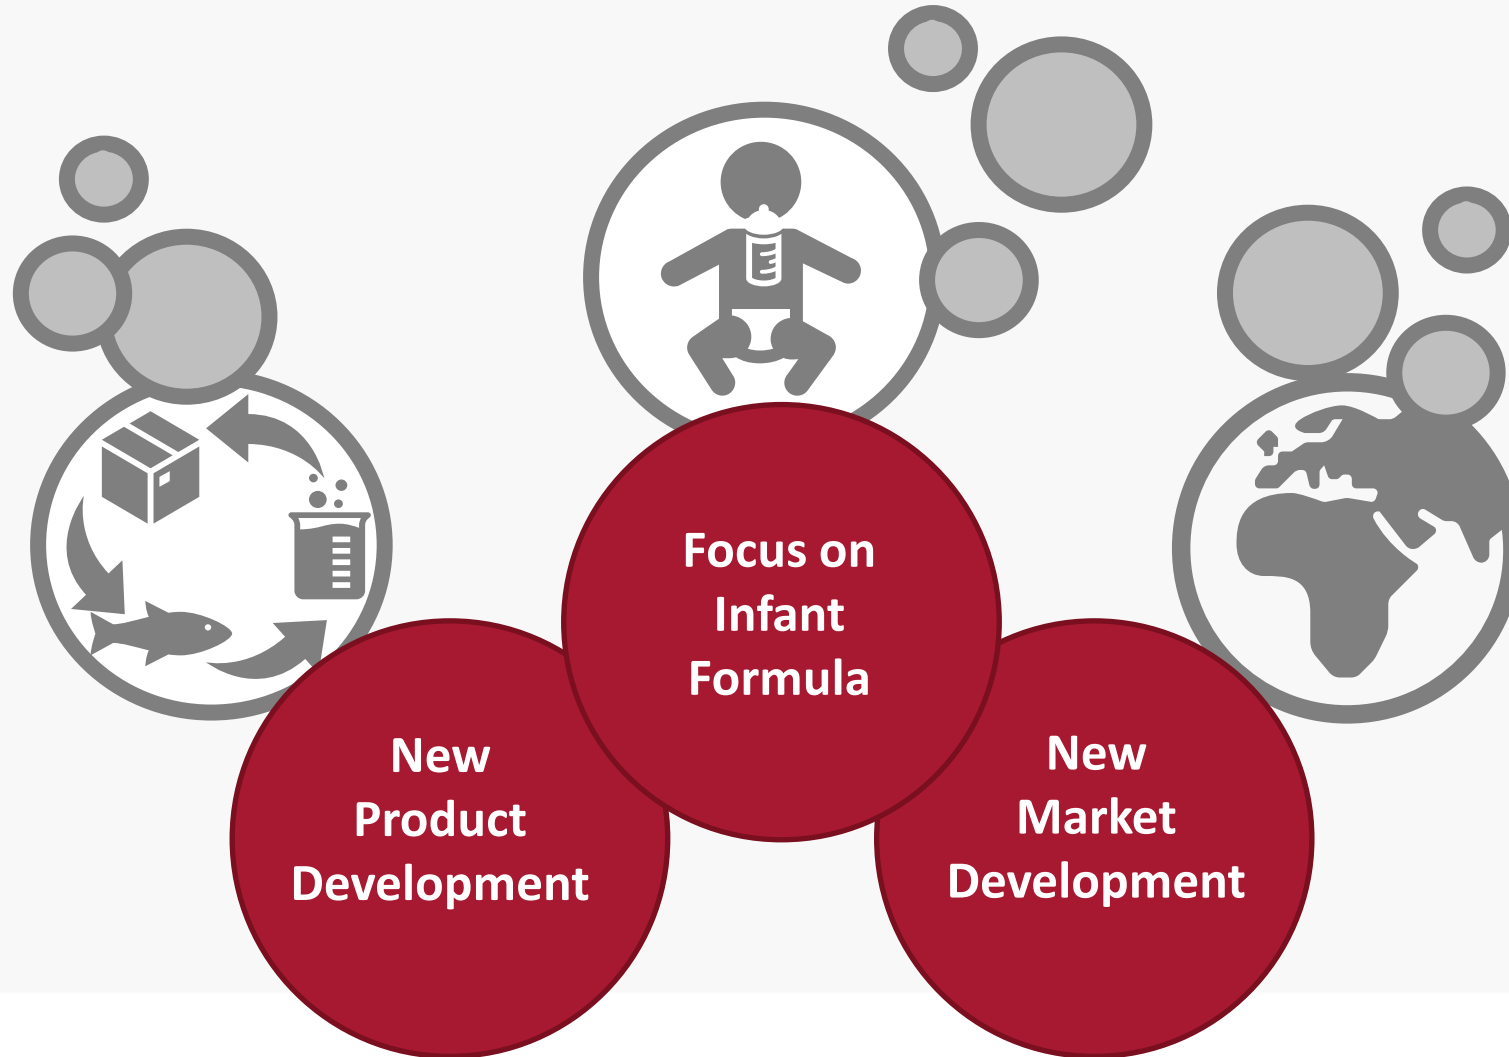 Focus on
Infant
Formula
New
Product
Development
New
Market
Development